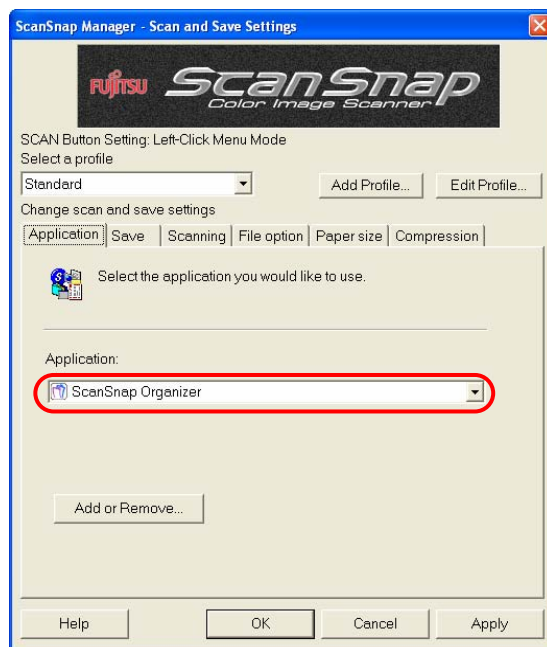 ScanSnap Manager - Scan and Save Settings
FUJITSU ScanSnap
Color Image Scanner
SCAN Button Setting: Left-Click Menu Mode
Select a profile
Standard Add Profile... Edit Profile...
Change scan and save settings
Application Save Scanning File option Paper size Compression
Select the application you would like to use.
Application:
ScanSnap Organizer
Add or Remove...
Help OK Cancel Apply